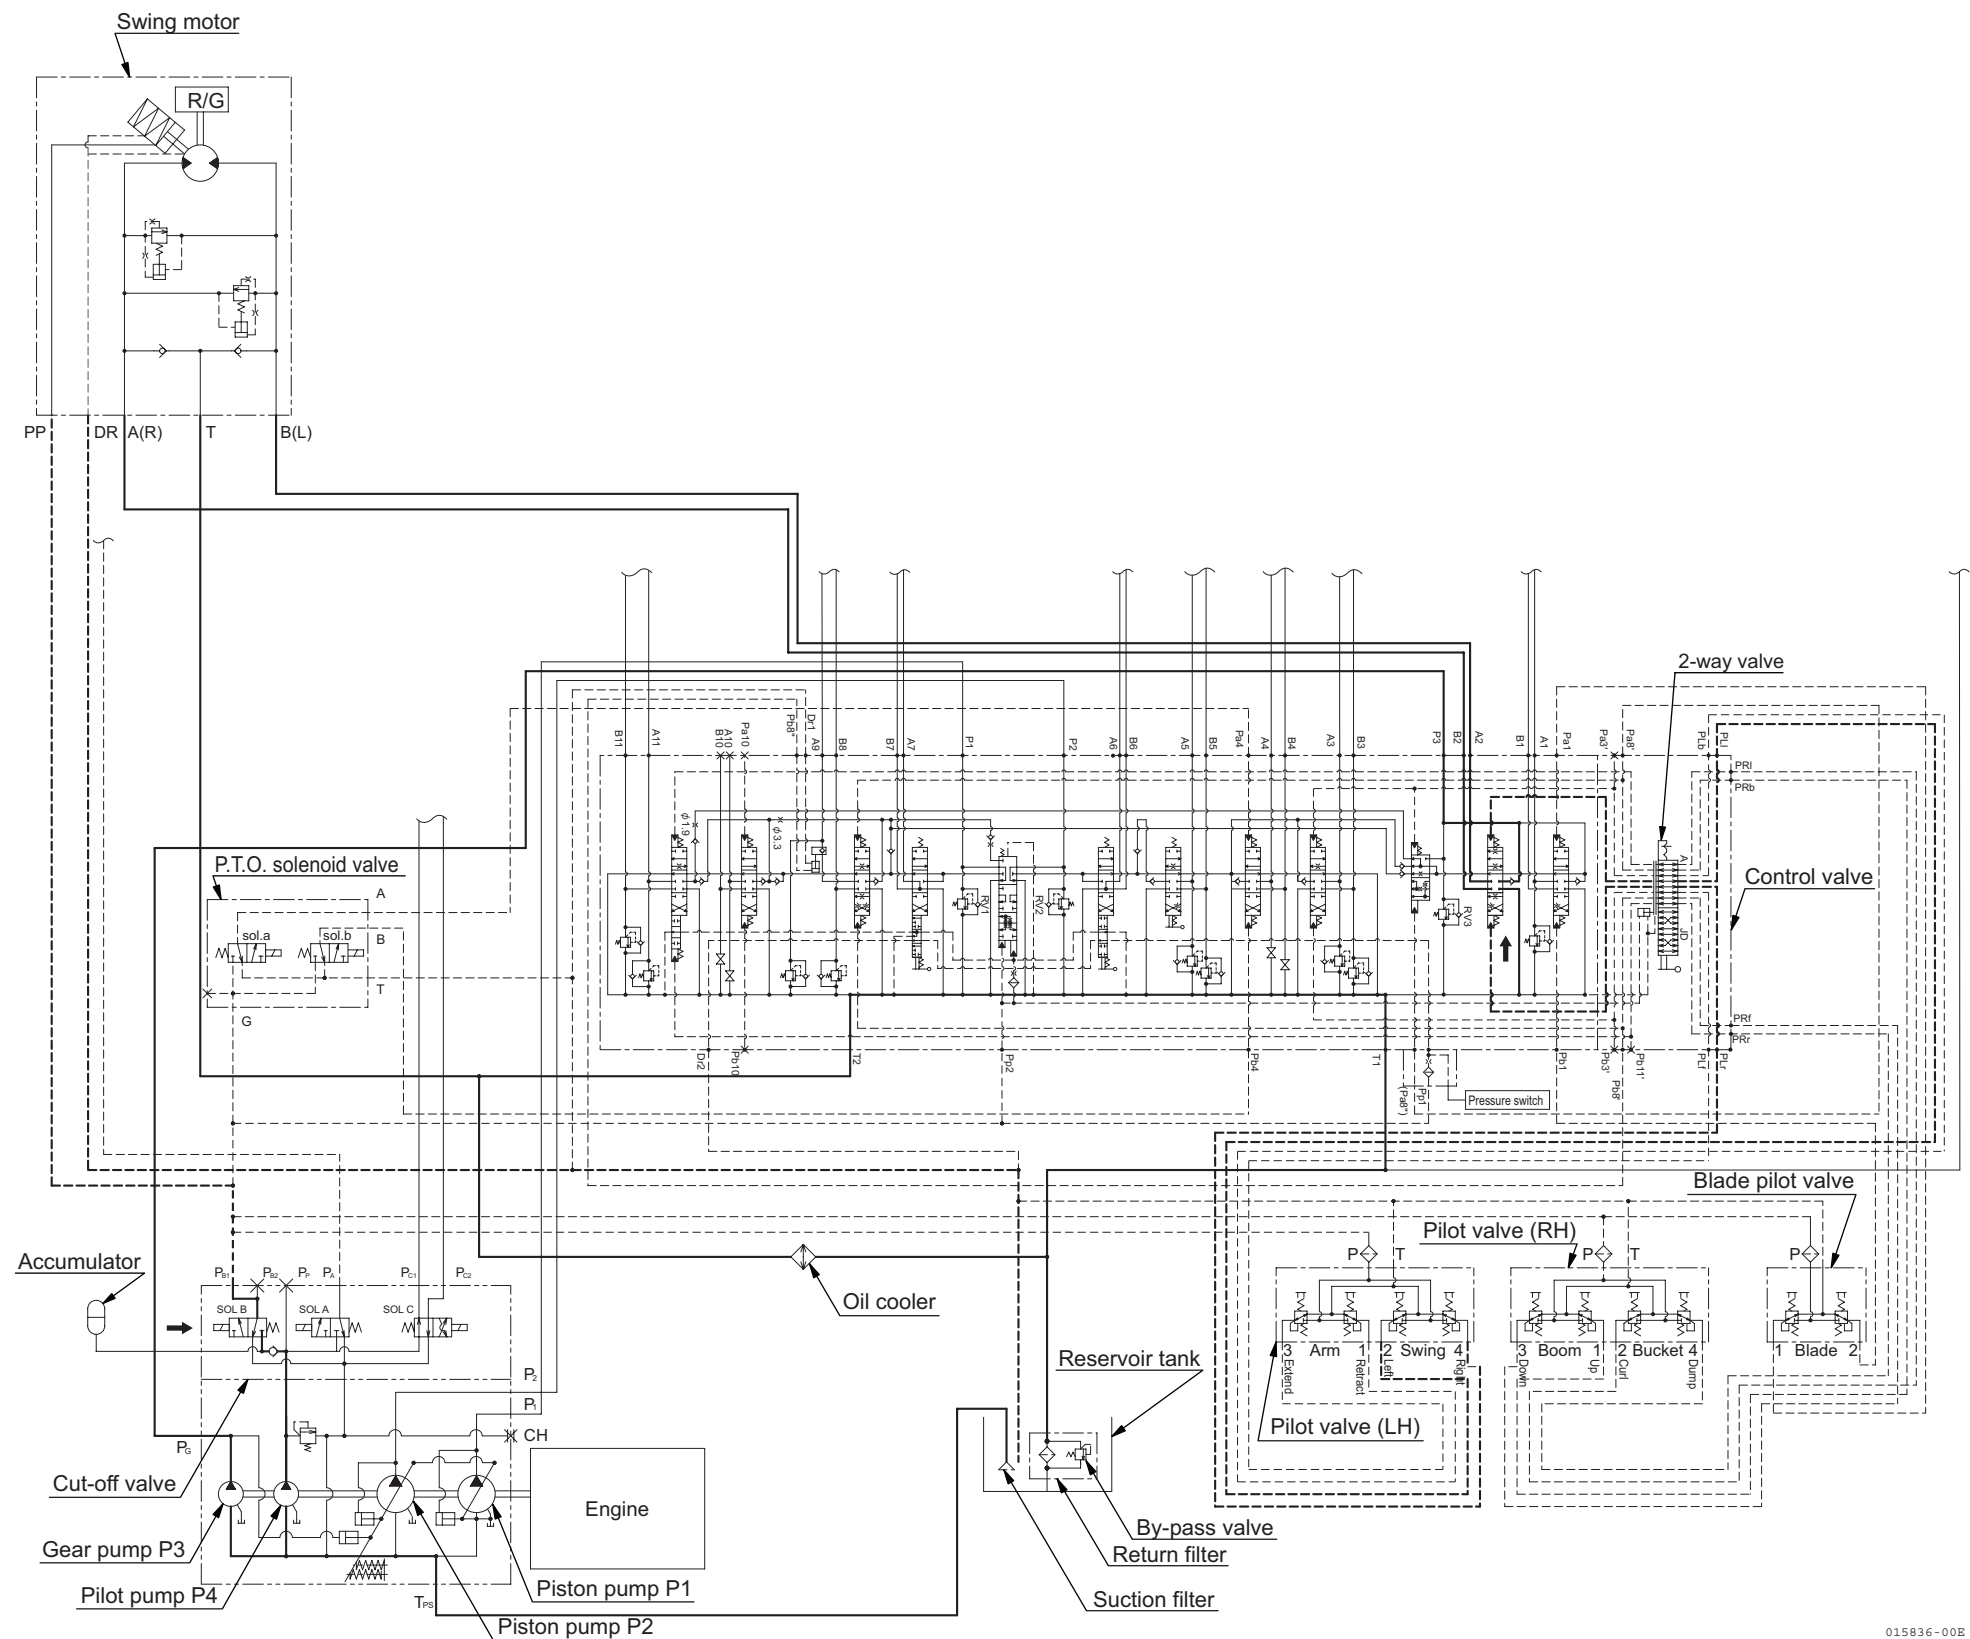 Swing motor
R/G
PP
DR
A(R)
T
B(L)
2-way valve
B11
A11
B10
A10
Pa10
Pb8"
Dr1
A9
B8
B7
A7
P1
P2
A6
B6
A5
B5
Pa4
A4
B4
A3
B3
P3
B2
A2
B1
A1
Pa1
Pa3'
Pa8'
PLb
PLl
PRl
PRb
φ1.9
φ3.3
P.T.O. solenoid valve
A
sol.a
sol.b
B
T
G
RV1
RV2
RV3
A
JD
Control valve
PRf
PRr
Dr2
Pb10
T2
Pp2
Pb4
T1
(Pa8")
Pp1
Pb1
Pb3'
Pb8'
Pb11'
PLf
PLr
Pressure switch
Blade pilot valve
Pilot valve (RH)
P
T
P
T
P
Accumulator
PB1
PB2
PP
PA
PC1
PC2
SOL B
SOL A
SOL C
Oil cooler
3 Arm 1
2 Swing 4
3 Boom 1
2 Bucket 4
1 Blade 2
Extend
Retract
Left
Right
Down
Up
Curl
Dump
Reservoir tank
Pilot valve (LH)
P2
P1
CH
PG
Cut-off valve
Engine
By-pass valve
Gear pump P3
Return filter
Pilot pump P4
Piston pump P1
Suction filter
TPS
Piston pump P2
015836-00E